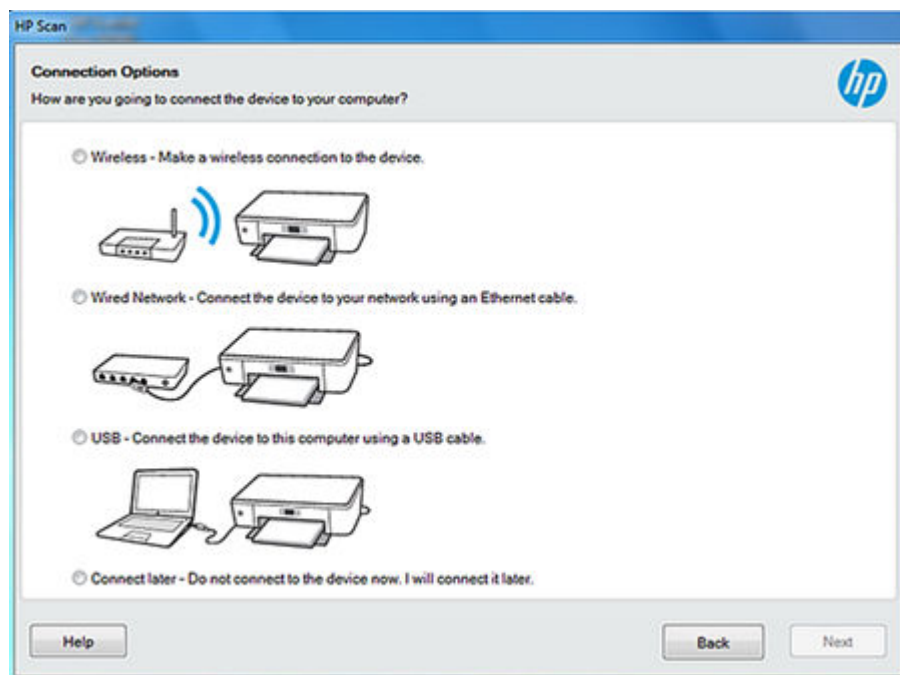 HP Scan
Connection Options
How are you going to connect the device to your computer?
hp
Wireless - Make a wireless connection to the device.
Wired Network - Connect the device to your network using an Ethernet cable.
USB - Connect the device to this computer using a USB cable.
Connect later - Do not connect to the device now. I will connect it later.
Help
Back
Next